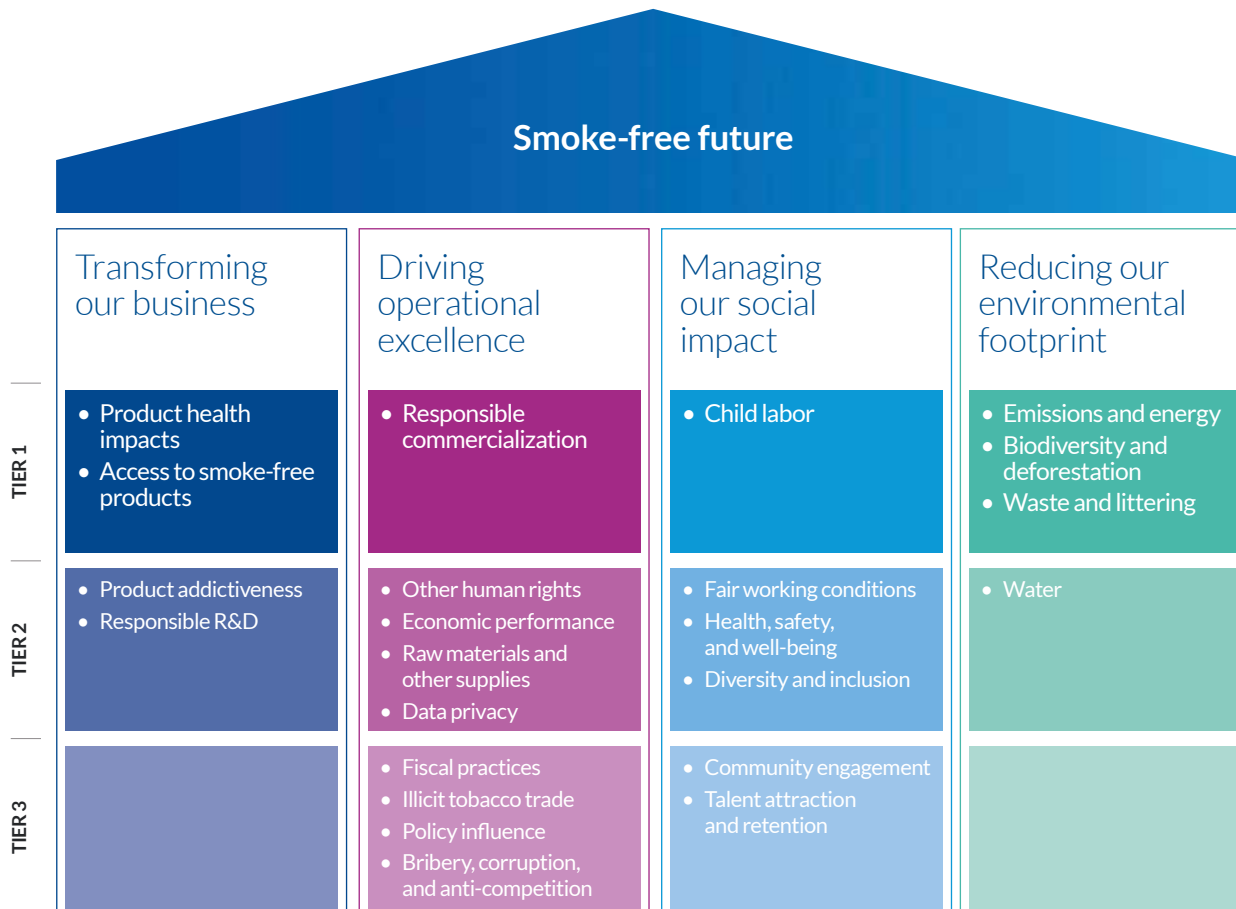 Smoke-free future
Transforming
our business
Driving
operational
excellence
Managing
our social
impact
Reducing our
environmental
footprint
TIER 1
• Product health
impacts
• Access to smoke-free
products
• Responsible
commercialization
• Child labor
• Emissions and energy
• Biodiversity and
deforestation
• Waste and littering
TIER 2
• Product addictiveness
• Responsible R&D
• Other human rights
• Economic performance
• Raw materials and
other supplies
• Data privacy
• Fair working conditions
• Health, safety,
and well-being
• Diversity and inclusion
• Water
TIER 3
• Fiscal practices
• Illicit tobacco trade
• Policy influence
• Bribery, corruption,
and anti-competition
• Community engagement
• Talent attraction
and retention